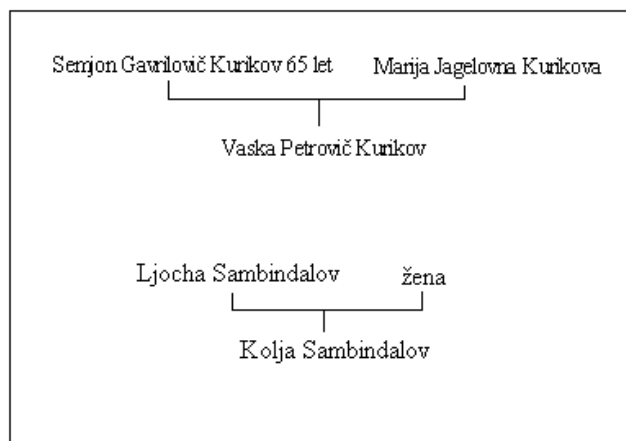 Semjon Gavrilovič Kurikov 65 let Marija Jagelovna Kurikova
Vaska Petrovič Kurikov
Ljocha Sambindalov žena
Kolja Sambindalov